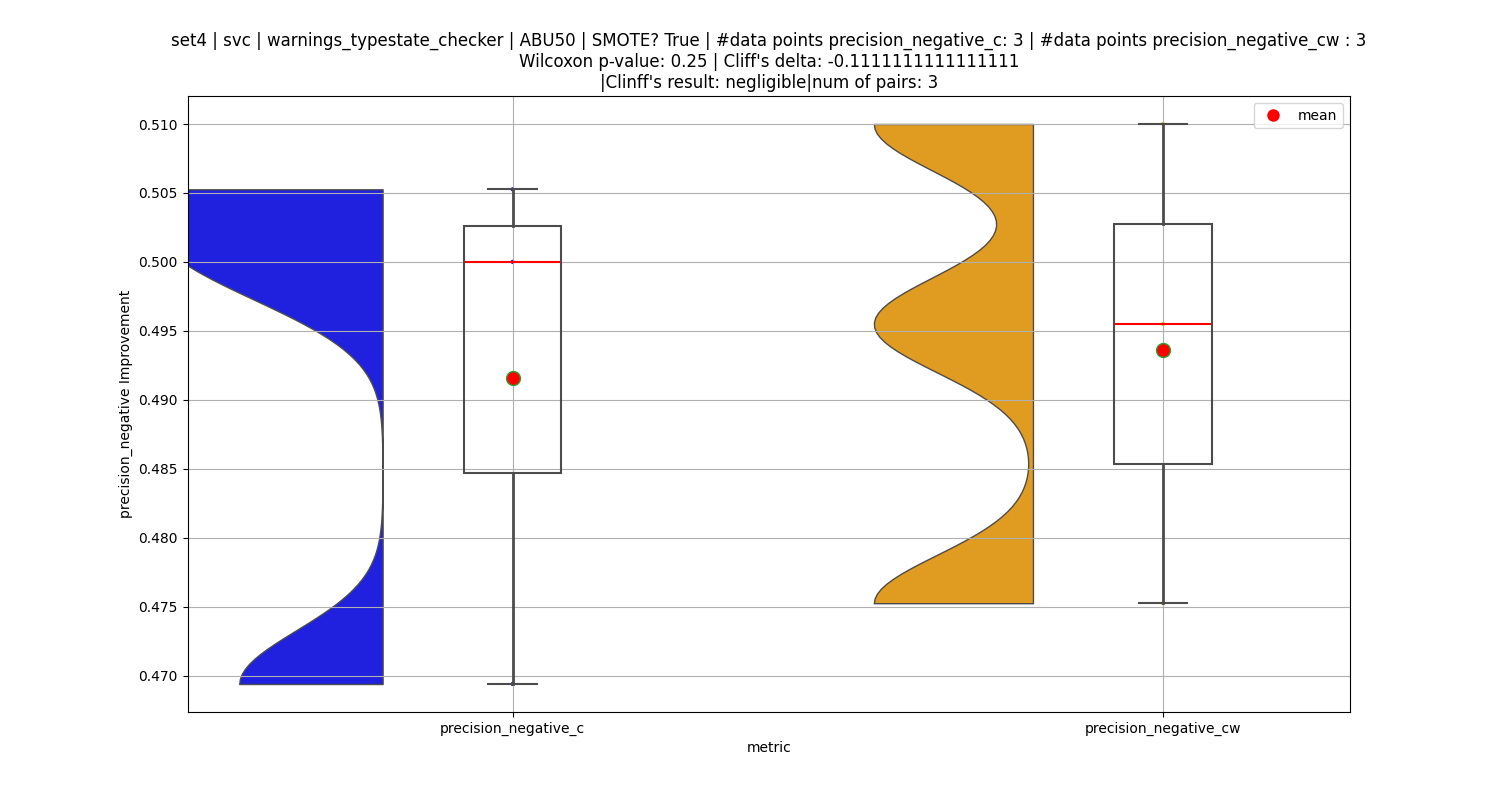 set4 | svc | warnings_typestate_checker | ABU50 | SMOTE? True | #data points precision_negative_c: 3 | #data points precision_negative_cw : 3
Wilcoxon p-value: 0.25 | Cliff's delta: -0.1111111111111111
|Clinff's result: negligible|num of pairs: 3
mean
0.510
0.505
0.500
0.495
0.490
0.485
0.480
0.475
0.470
precision_negative Improvement
precision_negative_c
precision_negative_cw
metric